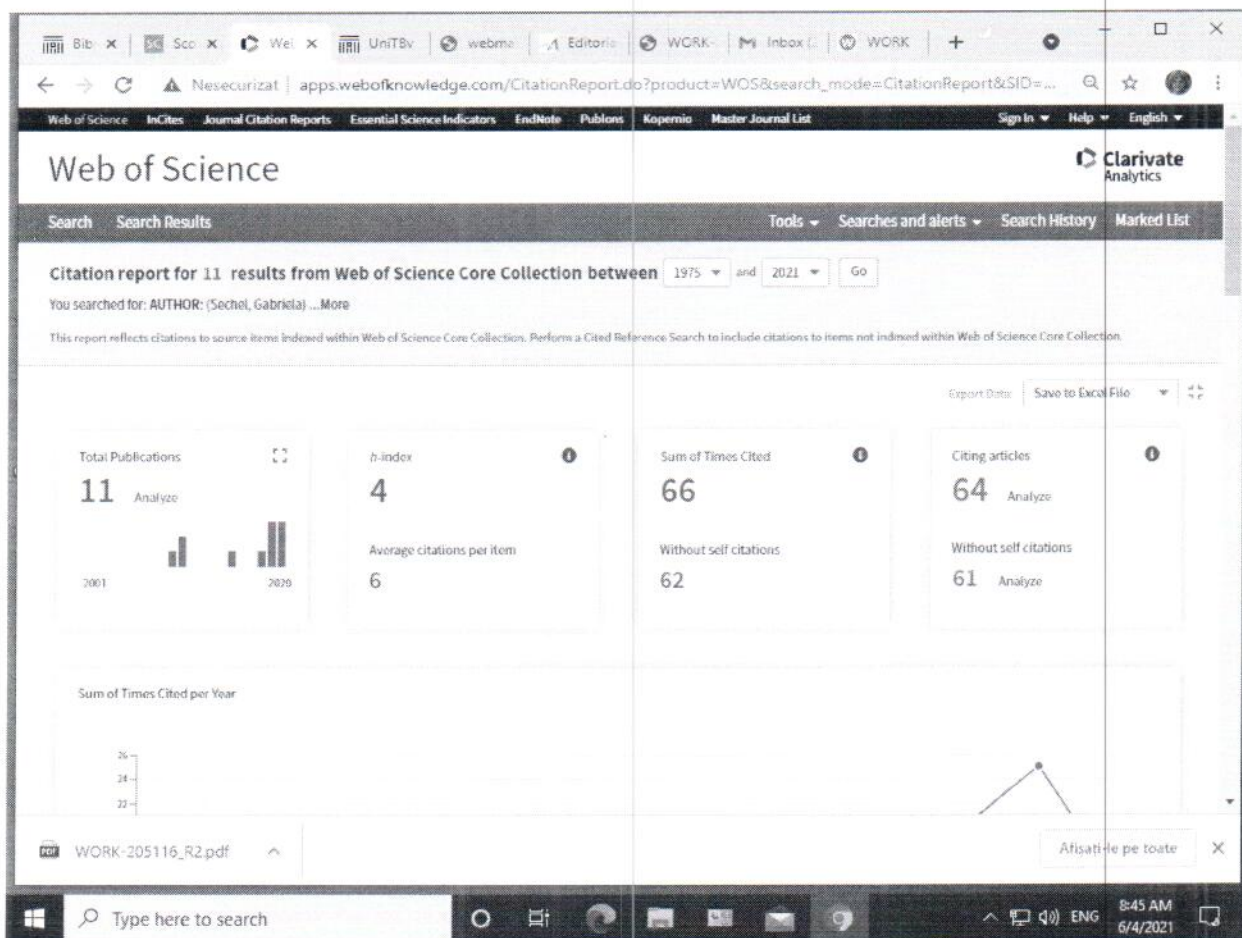 Bib
Sco
We
UniTBv
webma
Editoria
WORK-
Inbox (
WORK
Nesecurizat apps.webofknowledge.com/CitationReport.do?product=WOS&search_mode=CitationReport&SID=...
Web of Science InCites Journal Citation Reports Essential Science Indicators EndNote Publons Kopernio Master Journal List Sign In Help English
Web of Science
Clarivate
Analytics
Search Search Results Tools Searches and alerts Search History Marked List
Citation report for 11 results from Web of Science Core Collection between 1975 and 2021 Go
You searched for: AUTHOR: (Sechel, Gabriela) ...More
This report reflects citations to source items indexed within Web of Science Core Collection. Perform a Cited Reference Search to include citations to items not indexed within Web of Science Core Collection.
Export Data: Save to Excel File
Total Publications
11 Analyze
2001 2020
h-index
4
Average citations per item
6
Sum of Times Cited
66
Without self citations
62
Citing articles
64 Analyze
Without self citations
61 Analyze
Sum of Times Cited per Year
26
24
22
WORK-205116_R2.pdf
Afișați-le pe toate
Type here to search
ENG
8:45 AM
6/4/2021